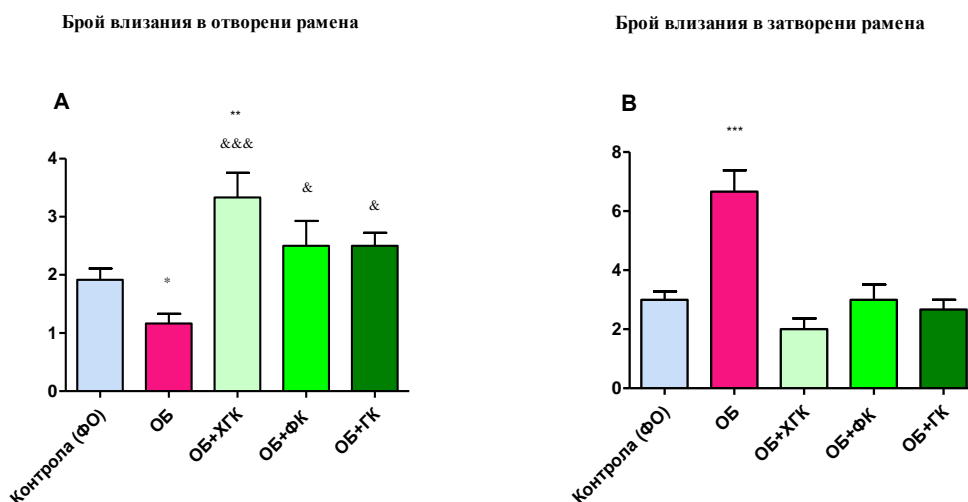 Брой влизания в отворени рамена
A
**
&&&
&
&
*
4
3
2
1
0
Контрола (ФО)
ОБ
ОБ+ХГК
ОБ+ФК
ОБ+ГК
Брой влизания в затворени рамена
B
***
8
6
4
2
0
Контрола (ФО)
ОБ
ОБ+ХГК
ОБ+ФК
ОБ+ГК